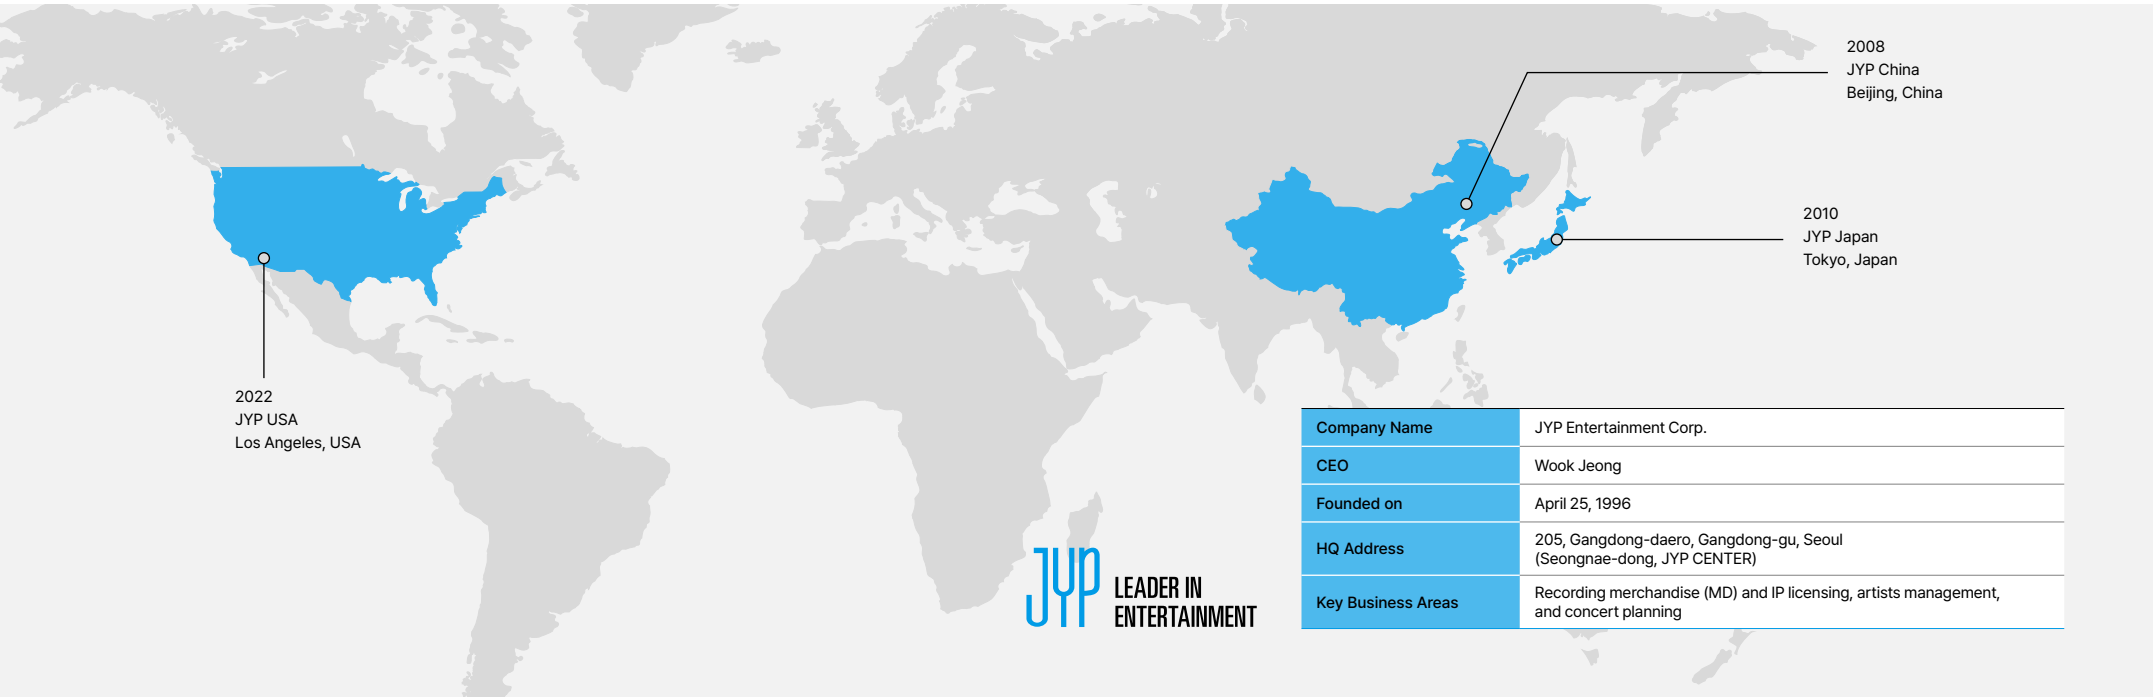 2008
JYP China
Beijing, China
2010
JYP Japan
Tokyo, Japan
2022
JYP USA
Los Angeles, USA
JYP LEADER IN
ENTERTAINMENT
Company Name JYP Entertainment Corp.
CEO Wook Jeong
Founded on April 25, 1996
HQ Address 205, Gangdong-daero, Gangdong-gu, Seoul
(Seongnae-dong, JYP CENTER)
Key Business Areas Recording merchandise (MD) and IP licensing, artists management,
and concert planning